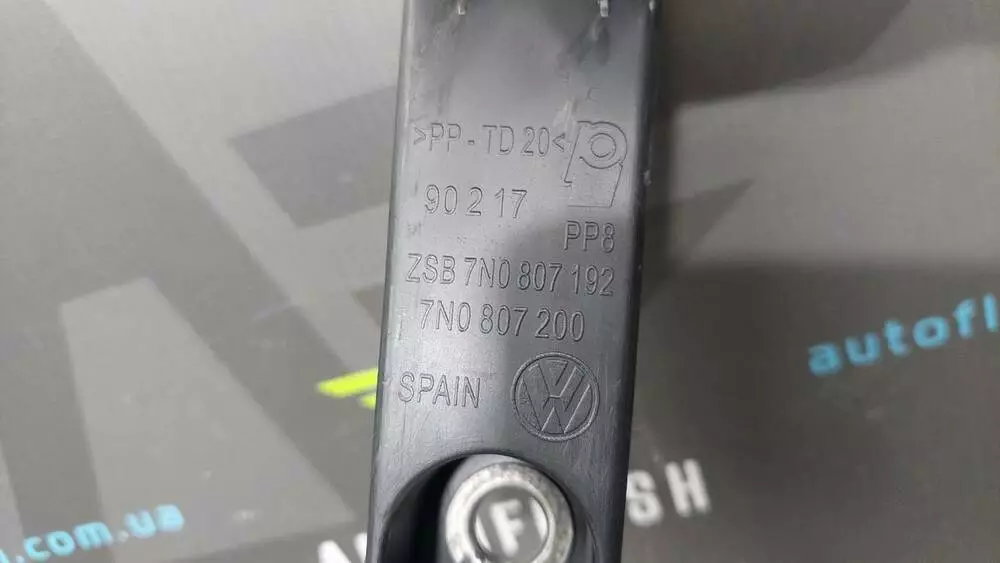 >PP - TD 20<
90 2 17
PP8
ZSB 7N0 807 192
7N0 807 200
SPAIN
autofl
.com.ua